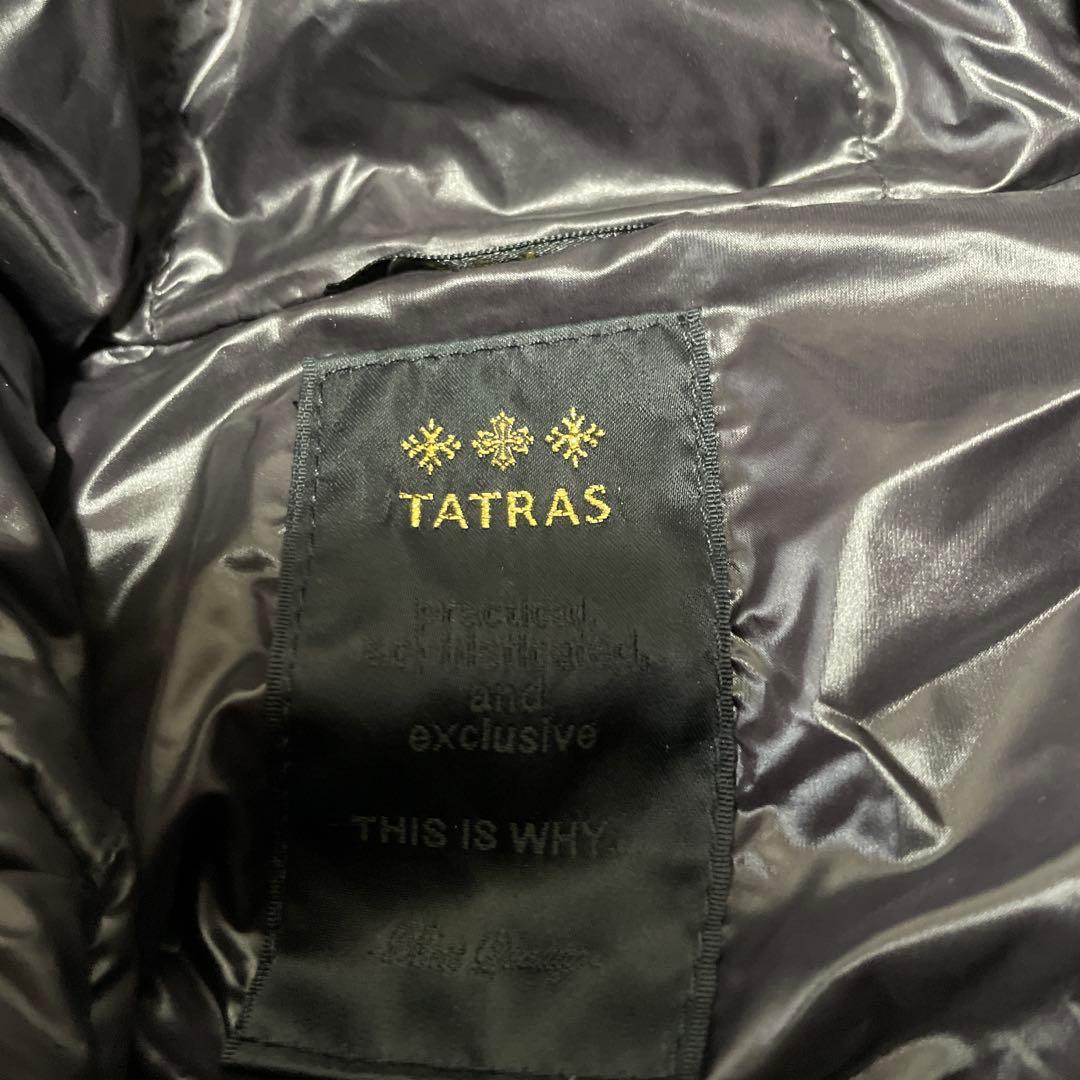 TATRAS
practical,
sophisticated,
and
exclusive
THIS IS WHY...